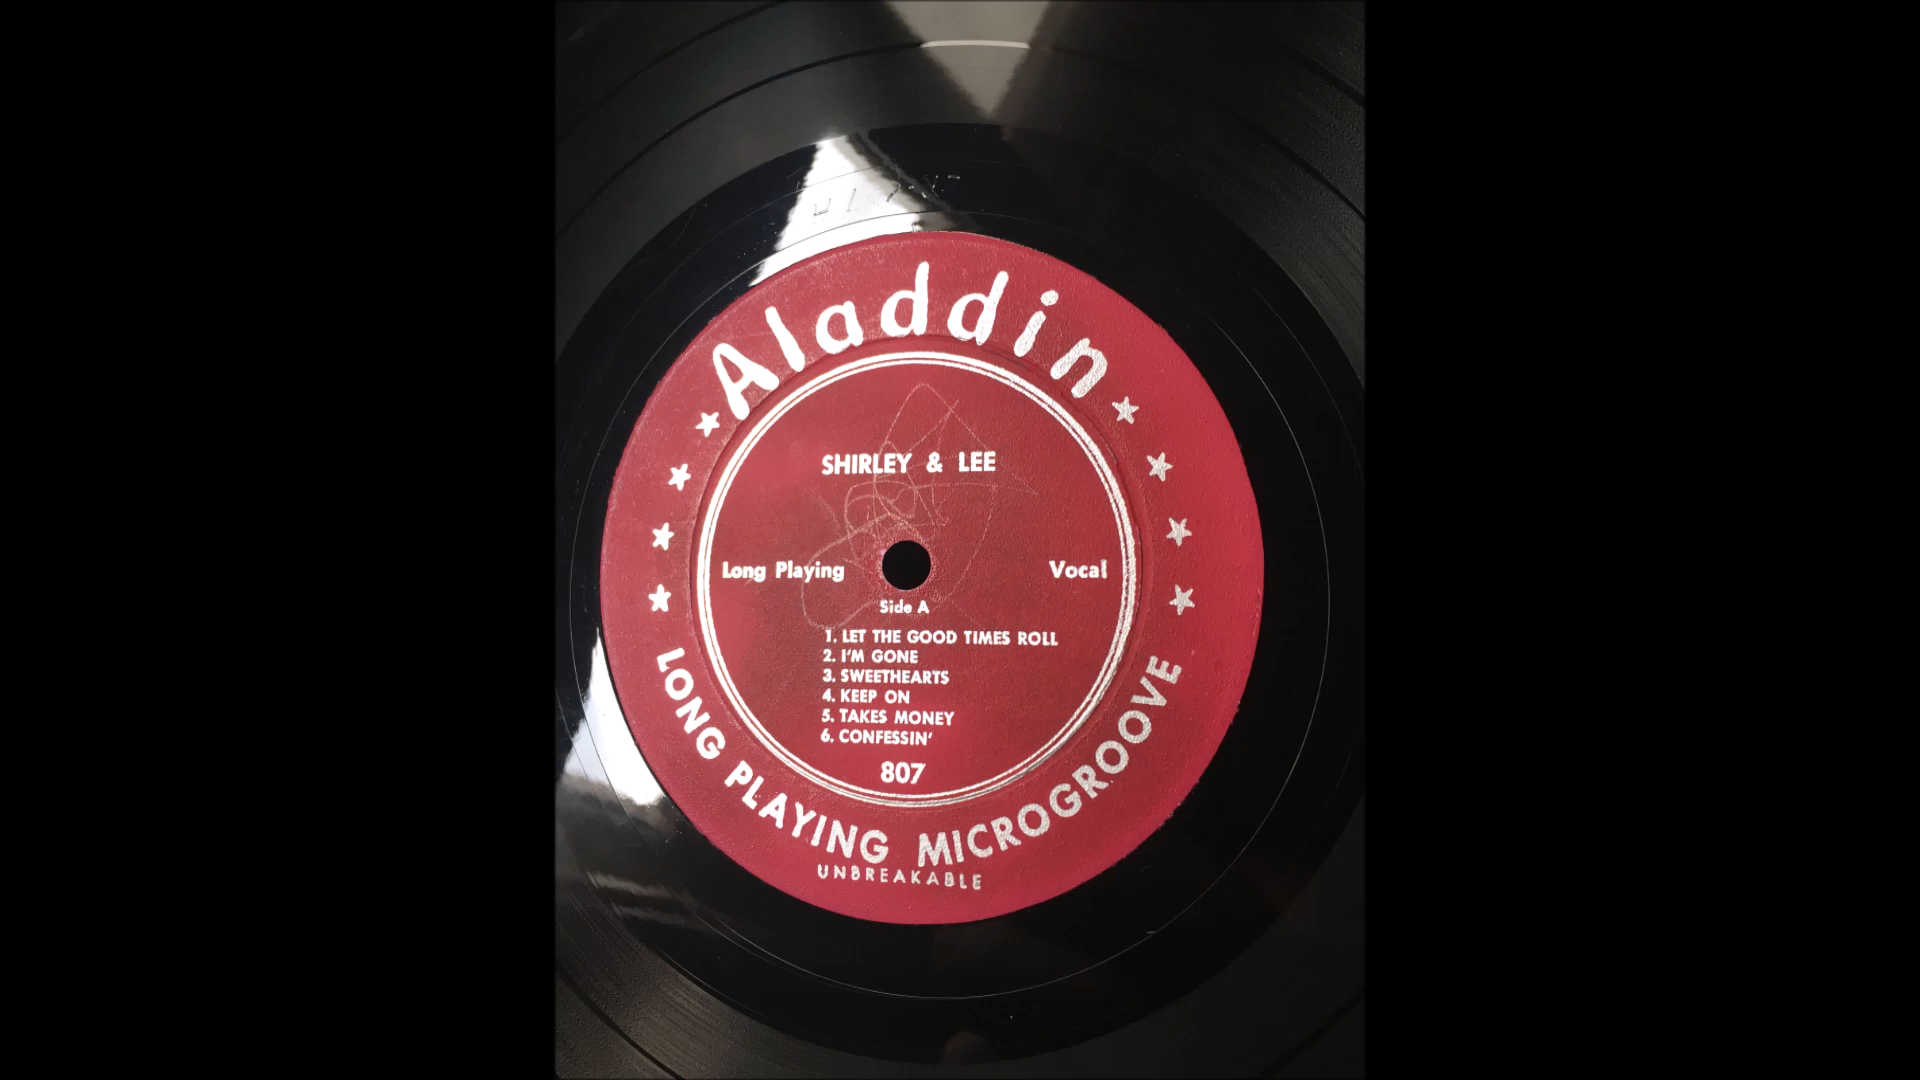 Aladdin
SHIRLEY & LEE
Long Playing
Vocal
Side A
1. LET THE GOOD TIMES ROLL
2. I'M GONE
3. SWEETHEARTS
4. KEEP ON
5. TAKES MONEY
6. CONFESSIN'
807
LONG PLAYING MICROGROOVE
UNBREAKABLE